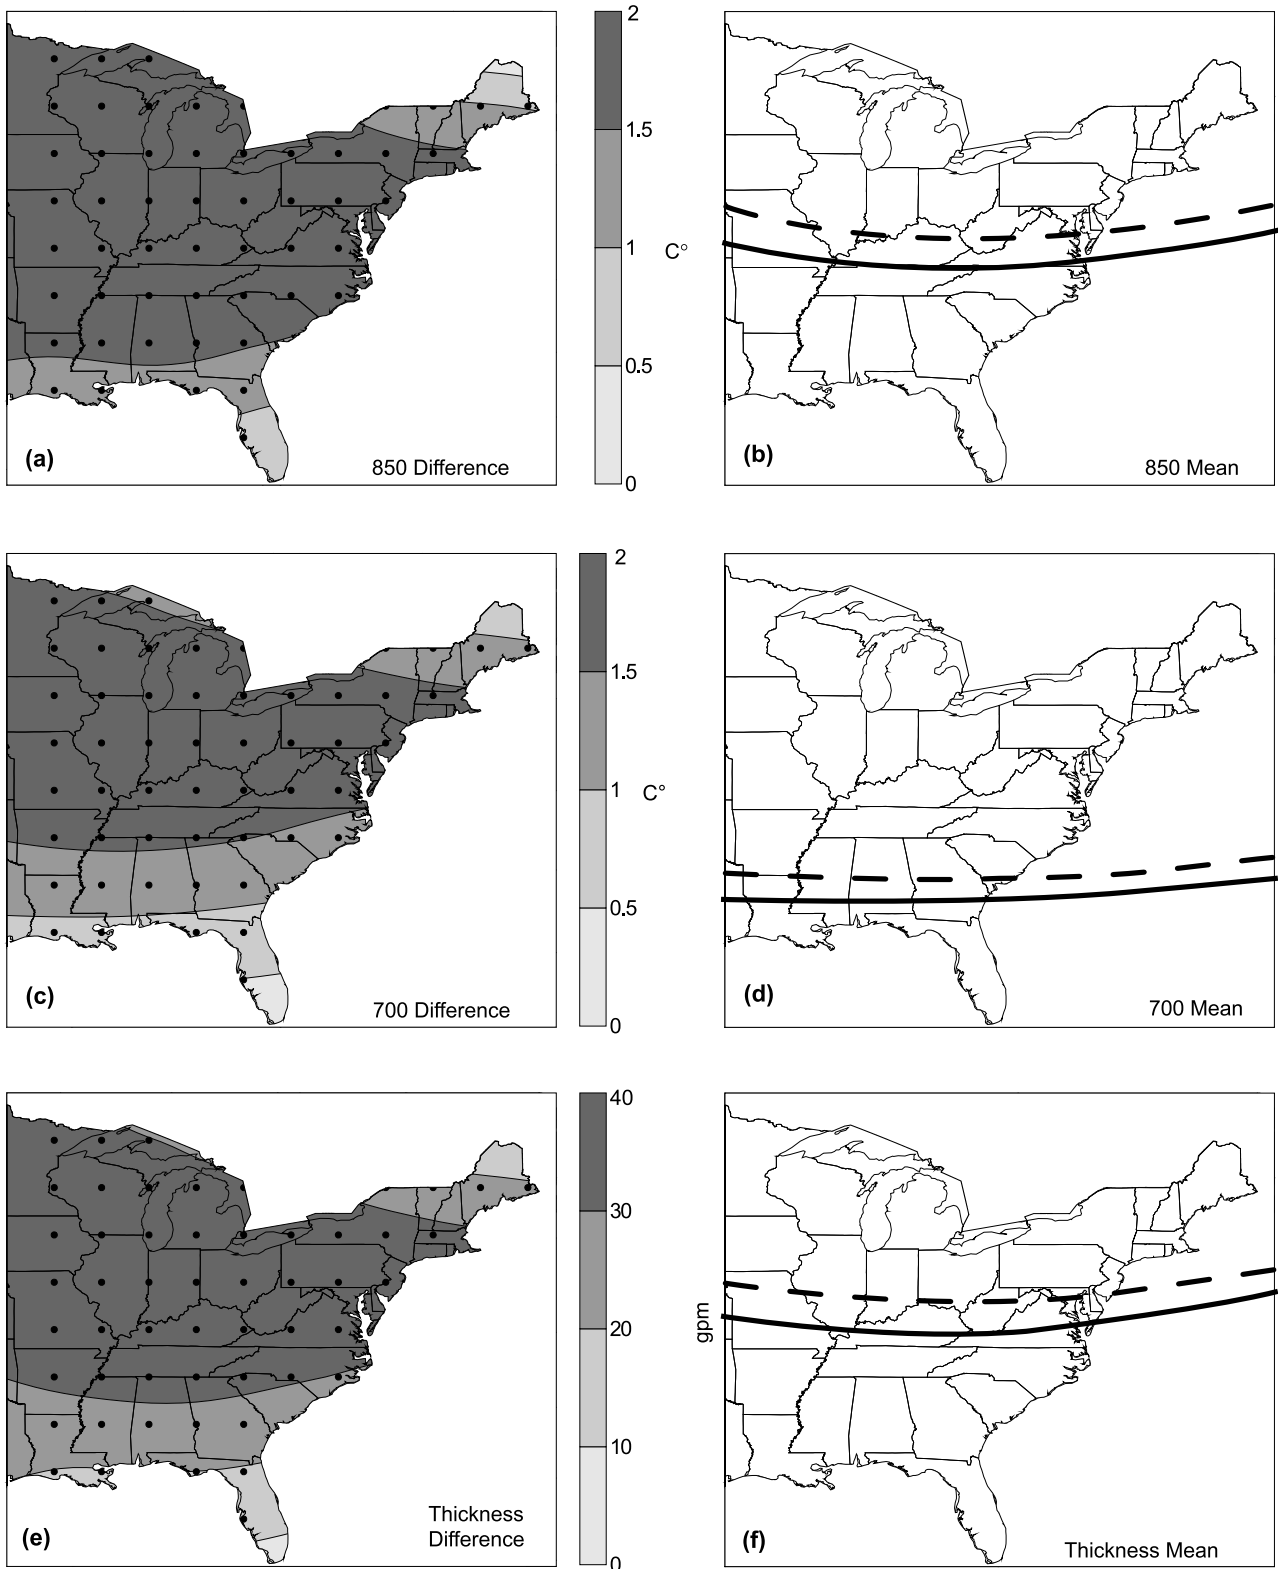 2
1.5
1
C°
0.5
0
(a)
850 Difference
(b)
850 Mean
2
1.5
1
C°
0.5
0
(c)
700 Difference
(d)
700 Mean
40
30
20
10
0
gpm
(e)
Thickness
Difference
(f)
Thickness Mean